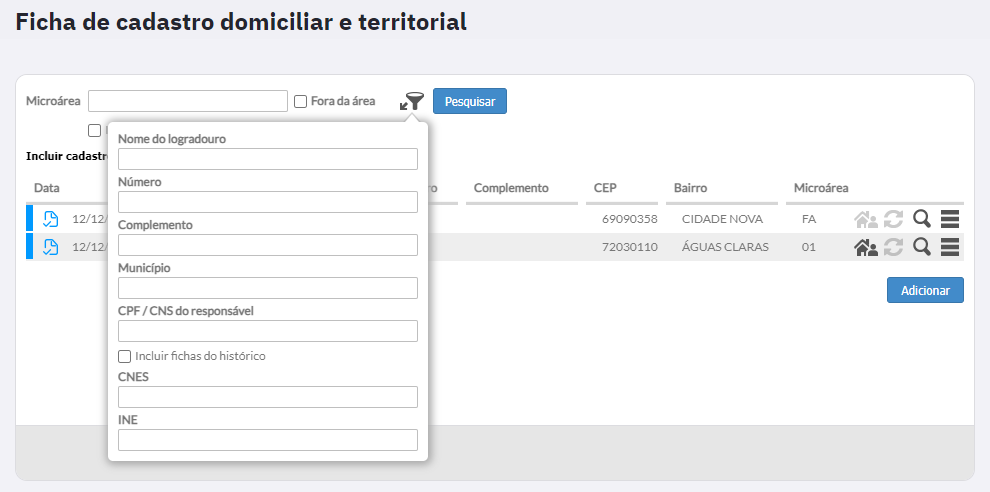 Ficha de cadastro domiciliar e territorial
Microárea Fora da área Pesquisar
Nome do logradouro
Incluir
Número
Data Complemento CEP Bairro Microárea
12/12/ 69090358 CIDADE NOVA FA
Complemento
12/12/ 72030110 ÁGUAS CLARAS 01
Município
Adicionar
CPF / CNS do responsável
Incluir fichas do histórico
CNES
INE